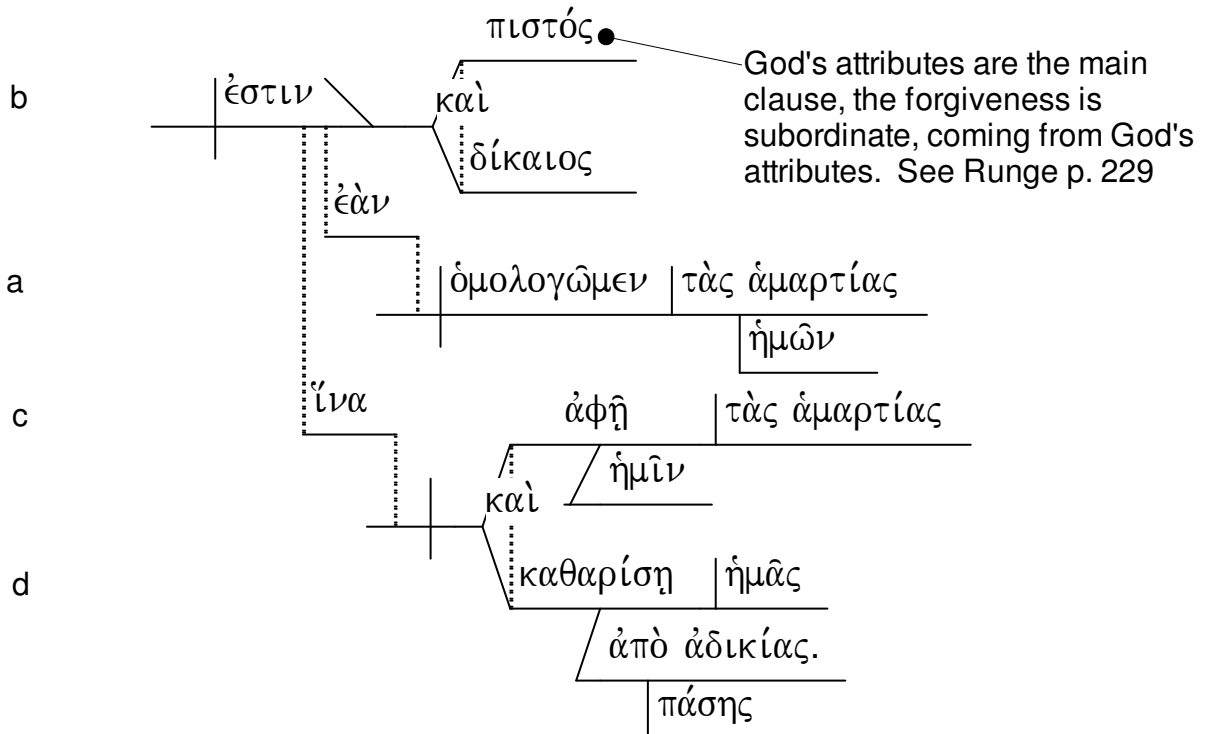 πιστός
God's attributes are the main
clause, the forgiveness is
subordinate, coming from God's
attributes. See Runge p. 229
b
ἐστιν
καὶ
δίκαιος
ἐὰν
a
ὁμολογῶμεν τὰς ἁμαρτίας
ἡμῶν
c
ἵνα
ἀφῇ τὰς ἁμαρτίας
ἡμῖν
καὶ
d
καθαρίσῃ ἡμᾶς
ἀπὸ ἀδικίας.
πάσης